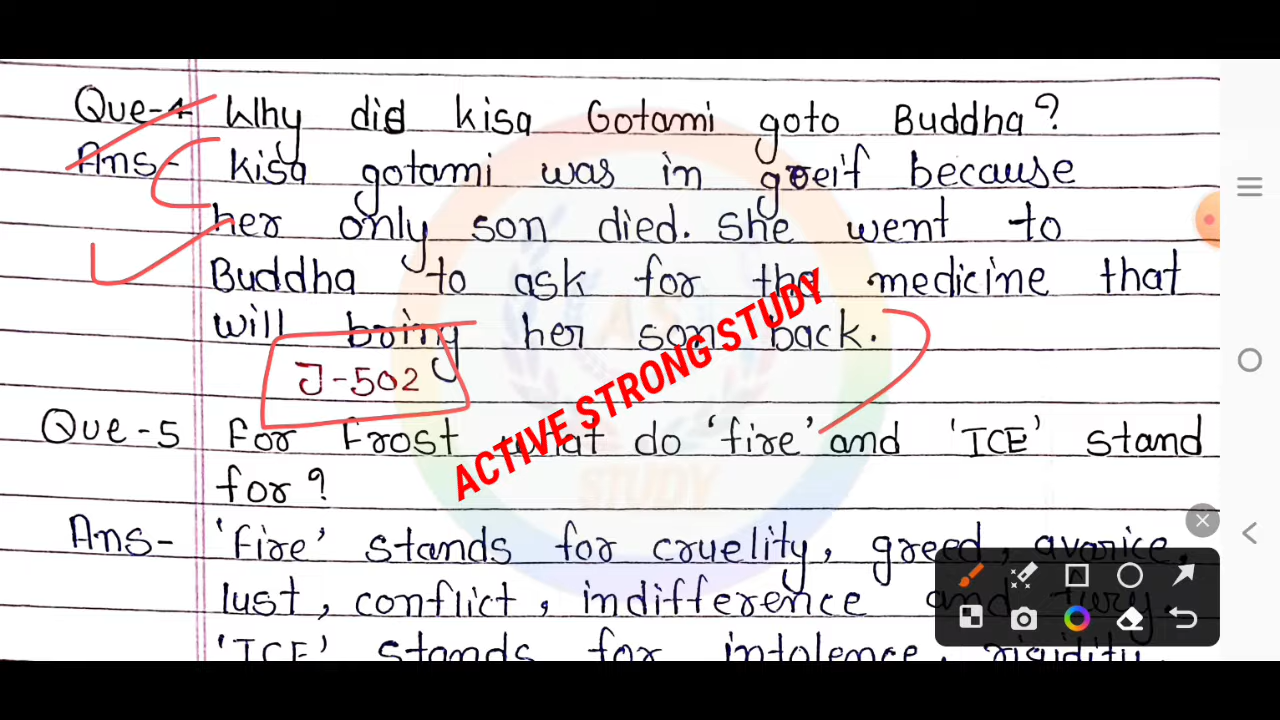 Que-4 Why did kisa Gotami goto Buddha?
Ans- kisa gotami was in greif because
her only son died. She went to
Buddha to ask for the medicine that
will bring her son back.
J-502
ACTIVE STRONG STUDY
Que-5 For Frost what do 'fire' and 'ICE' stand
for?
Ans- 'fire' stands for cruelity, greed, avarice,
lust, conflict, indifference and fury.
'ICE' stands for intolence, rigidity,
STUDY